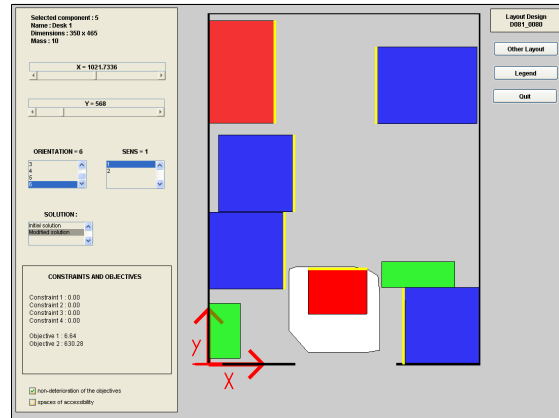 Selected component : 5
Name : Desk 1
Dimensions : 350 x 465
Mass : 10
X = 1021.7336
Y = 568
ORIENTATION = 6
SENS = 1
3
4
5
6
1
2
SOLUTION :
Initial solution
Modified solution
CONSTRAINTS AND OBJECTIVES
Constraint 1 : 0.00
Constraint 2 : 0.00
Constraint 3 : 0.00
Constraint 4 : 0.00
Objective 1 : 6.64
Objective 2 : 630.28
non-deterioration of the objectives
spaces of accessibility
Y
X
Layout Design
D081_0080
Other Layout
Legend
Quit